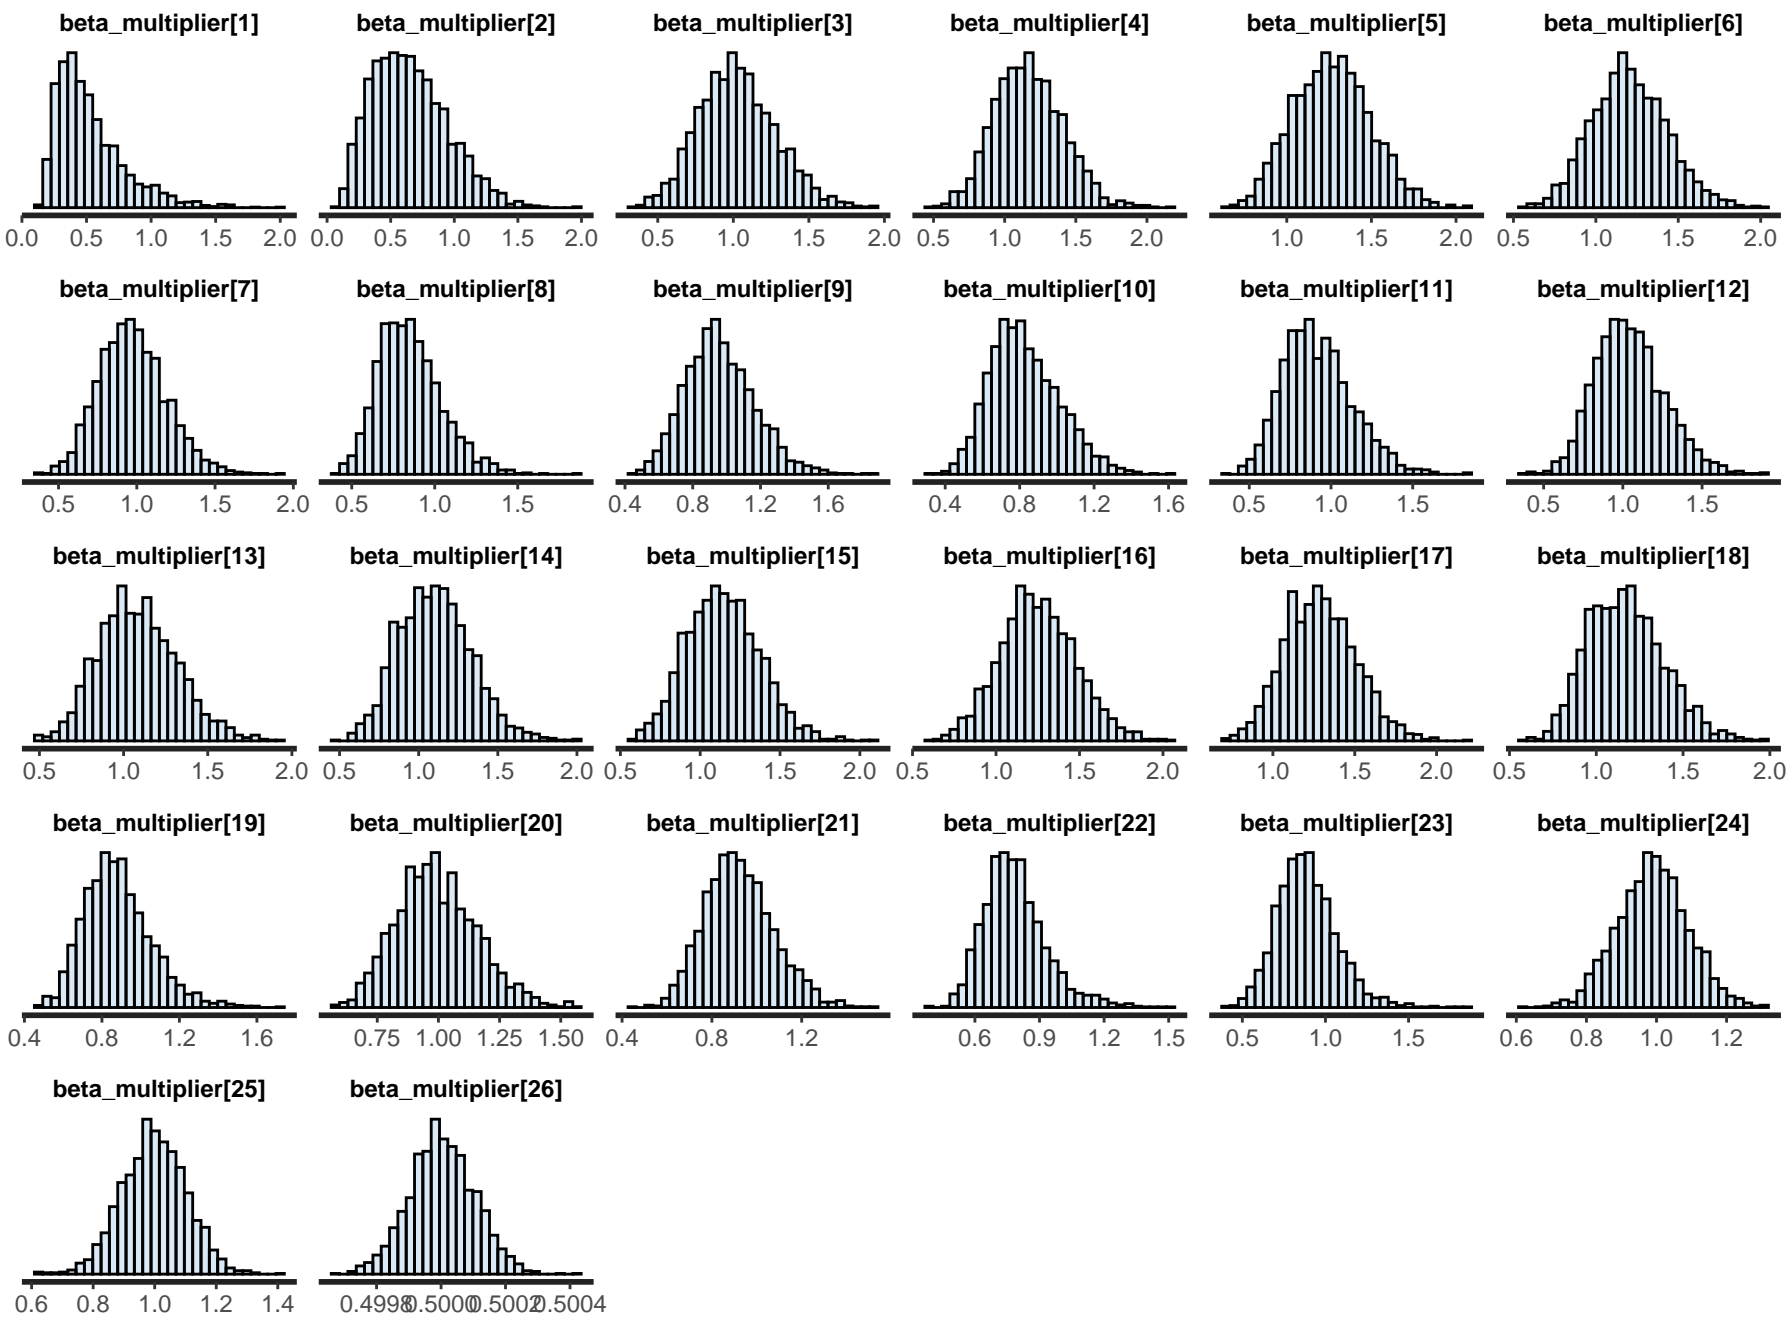 beta_multiplier[1] beta_multiplier[2] beta_multiplier[3] beta_multiplier[4] beta_multiplier[5] beta_multiplier[6]
0.0 0.5 1.0 1.5 2.0 0.0 0.5 1.0 1.5 2.0 0.5 1.0 1.5 2.0 0.5 1.0 1.5 2.0 1.0 1.5 2.0 0.5 1.0 1.5 2.0
beta_multiplier[7] beta_multiplier[8] beta_multiplier[9] beta_multiplier[10] beta_multiplier[11] beta_multiplier[12]
0.5 1.0 1.5 2.0 0.5 1.0 1.5 0.4 0.8 1.2 1.6 0.4 0.8 1.2 1.6 0.5 1.0 1.5 0.5 1.0 1.5
beta_multiplier[13] beta_multiplier[14] beta_multiplier[15] beta_multiplier[16] beta_multiplier[17] beta_multiplier[18]
0.5 1.0 1.5 2.0 0.5 1.0 1.5 2.0 0.5 1.0 1.5 2.0 0.5 1.0 1.5 2.0 1.0 1.5 2.0 0.5 1.0 1.5 2.0
beta_multiplier[19] beta_multiplier[20] beta_multiplier[21] beta_multiplier[22] beta_multiplier[23] beta_multiplier[24]
0.4 0.8 1.2 1.6 0.75 1.00 1.25 1.50 0.4 0.8 1.2 0.6 0.9 1.2 1.5 0.5 1.0 1.5 0.6 0.8 1.0 1.2
beta_multiplier[25] beta_multiplier[26]
0.6 0.8 1.0 1.2 1.4 0.4998 0.5000 0.5002 0.5004